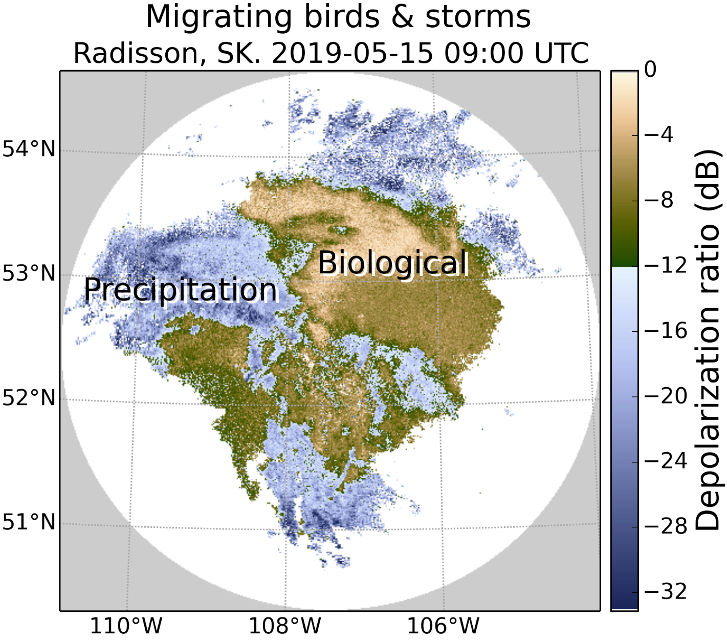 Migrating birds & storms
Radisson, SK. 2019-05-15 09:00 UTC
54°N
53°N
52°N
51°N
110°W
108°W
106°W
Precipitation
Biological
0
−4
−8
−12
−16
−20
−24
−28
−32
Depolarization ratio (dB)